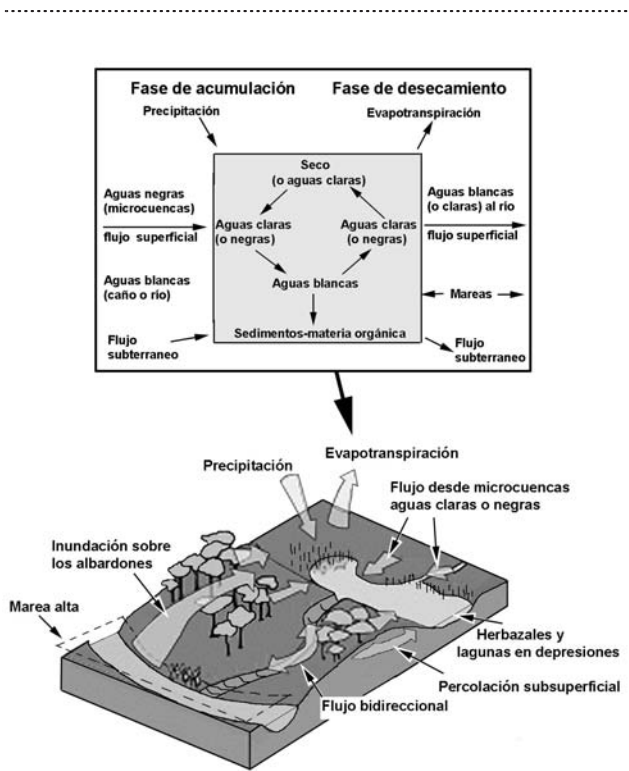 Fase de acumulación
Fase de desecamiento
Precipitación
Evapotranspiración
Seco
(o aguas claras)
Aguas negras
(microcuencas)
flujo superficial
Aguas claras
(o negras)
Aguas claras
(o negras)
Aguas blancas
(o claras) al río
flujo superficial
Aguas blancas
(caño o río)
Aguas blancas
Mareas
Sedimentos-materia orgánica
Flujo
subterraneo
Flujo
subterraneo
Evapotranspiración
Precipitación
Flujo desde microcuencas
aguas claras o negras
Inundación sobre
los albardones
Marea alta
Herbazales y
lagunas en depresiones
Percolación subsuperficial
Flujo bidireccional